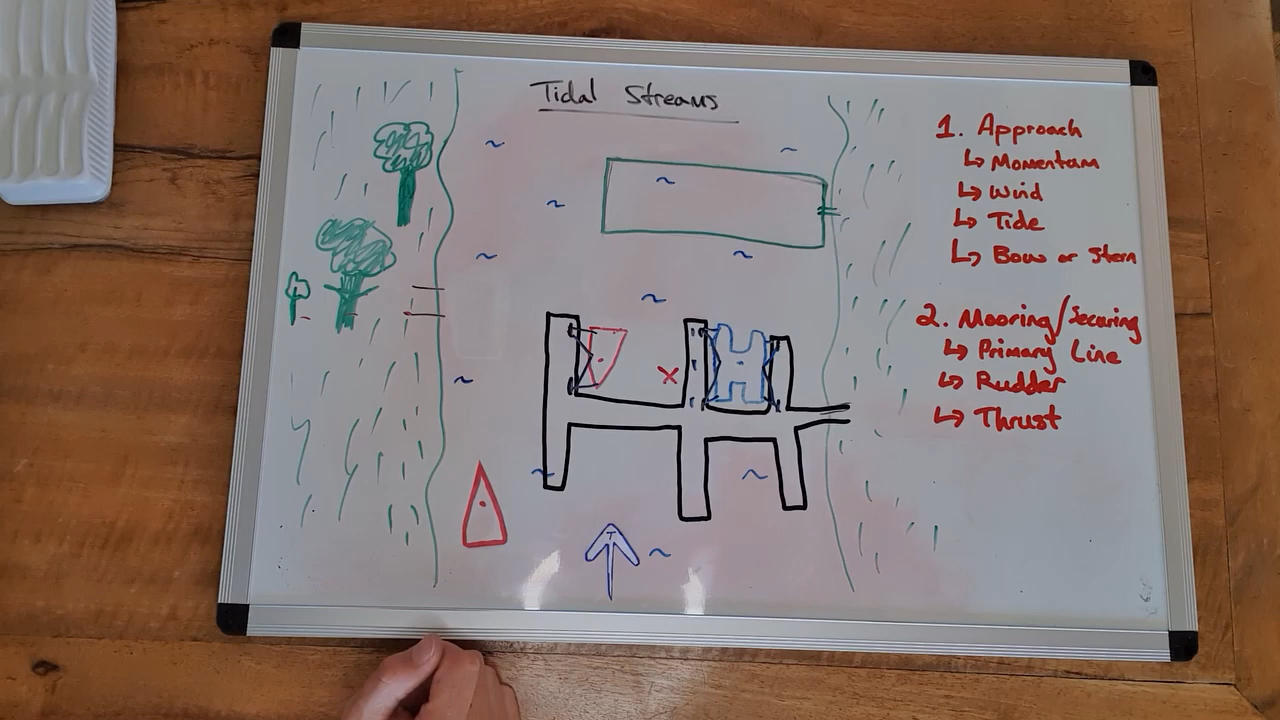 Tidal Streams
1. Approach
↳ Momentum
↳ Wind
↳ Tide
↳ Bow or Stern
2. Mooring/Securing
↳ Primary Line
↳ Rudder
↳ Thrust
T